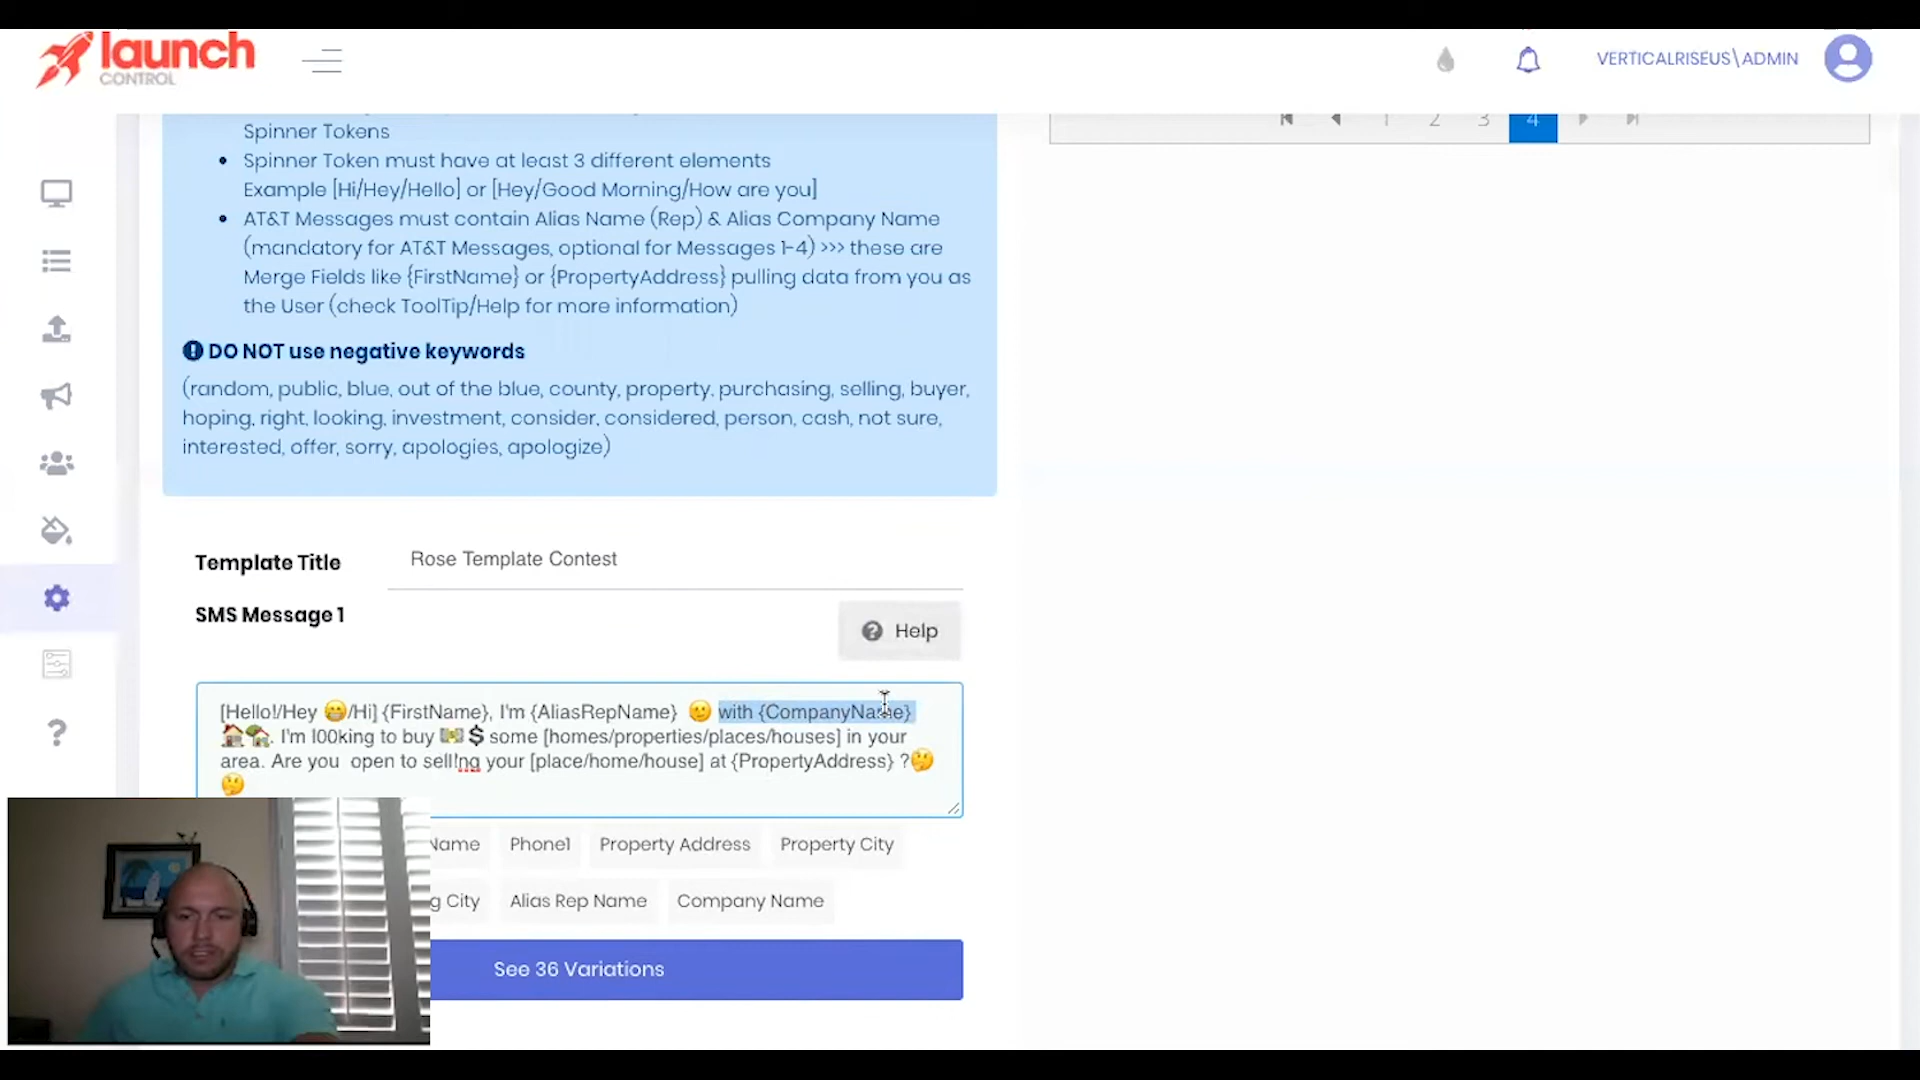 launch
CONTROL
VERTICALRISEUS\ADMIN
Spinner Tokens
1 2 3 4
• Spinner Token must have at least 3 different elements
Example [Hi/Hey/Hello] or [Hey/Good Morning/How are you]
• AT&T Messages must contain Alias Name (Rep) & Alias Company Name
(mandatory for AT&T Messages, optional for Messages 1-4) >>> these are
Merge Fields like {FirstName} or {PropertyAddress} pulling data from you as
the User (check ToolTip/Help for more information)
DO NOT use negative keywords
(random, public, blue, out of the blue, county, property, purchasing, selling, buyer,
hoping, right, looking, investment, consider, considered, person, cash, not sure,
interested, offer, sorry, apologies, apologize)
Template Title Rose Template Contest
SMS Message 1
Help
[Hello!/Hey 😬/Hi] {FirstName}, I'm {AliasRepName} 🙂 with {CompanyName}
🏠🏡. I'm l00king to buy 💵💲 some [homes/properties/places/houses] in your
area. Are you open to sell!ng your [place/home/house] at {PropertyAddress} ?🤔
🤔
Name Phone1 Property Address Property City
g City Alias Rep Name Company Name
See 36 Variations